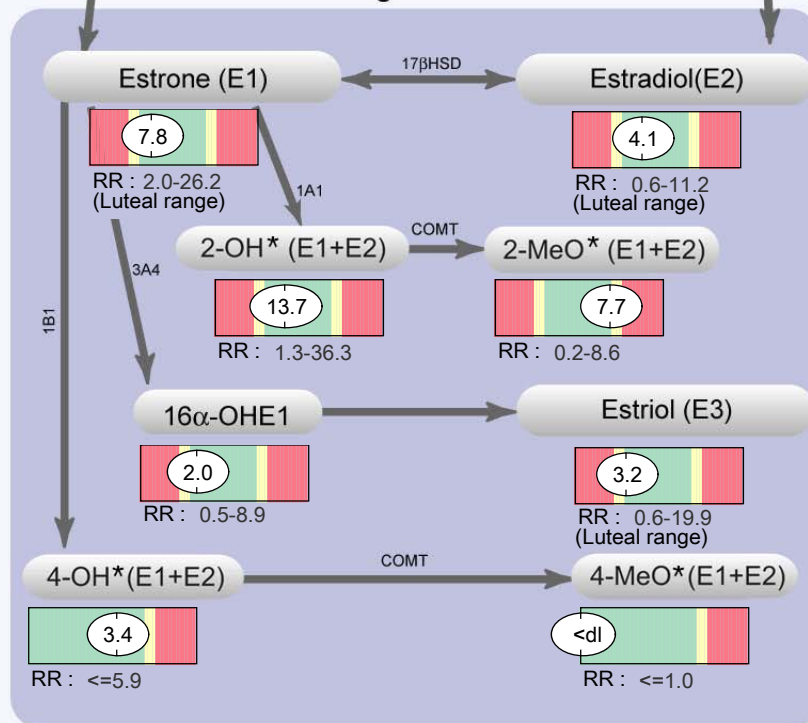 17βHSD
Estrone (E1)
Estradiol(E2)
7.8
4.1
RR : 2.0-26.2
(Luteal range)
RR : 0.6-11.2
(Luteal range)
1A1
COMT
2-OH* (E1+E2)
2-MeO* (E1+E2)
3A4
13.7
7.7
1B1
RR : 1.3-36.3
RR : 0.2-8.6
16α-OHE1
Estriol (E3)
2.0
3.2
RR : 0.5-8.9
RR : 0.6-19.9
(Luteal range)
COMT
4-OH*(E1+E2)
4-MeO*(E1+E2)
3.4
<dl
RR : <=5.9
RR : <=1.0